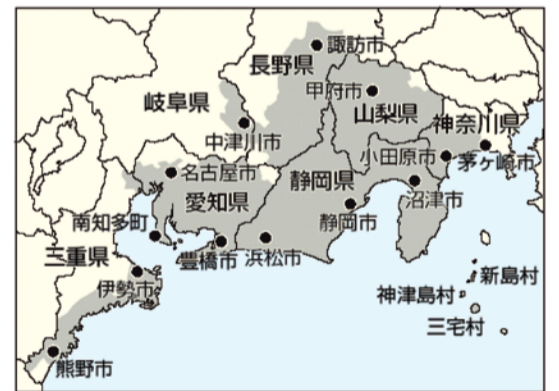 諏訪市
長野県
甲府市
岐阜県
山梨県
神奈川県
中津川市
小田原市
茅ヶ崎市
名古屋市
静岡県
愛知県
沼津市
南知多町
静岡市
三重県
豊橋市
浜松市
伊勢市
新島村
神津島村
三宅村
熊野市